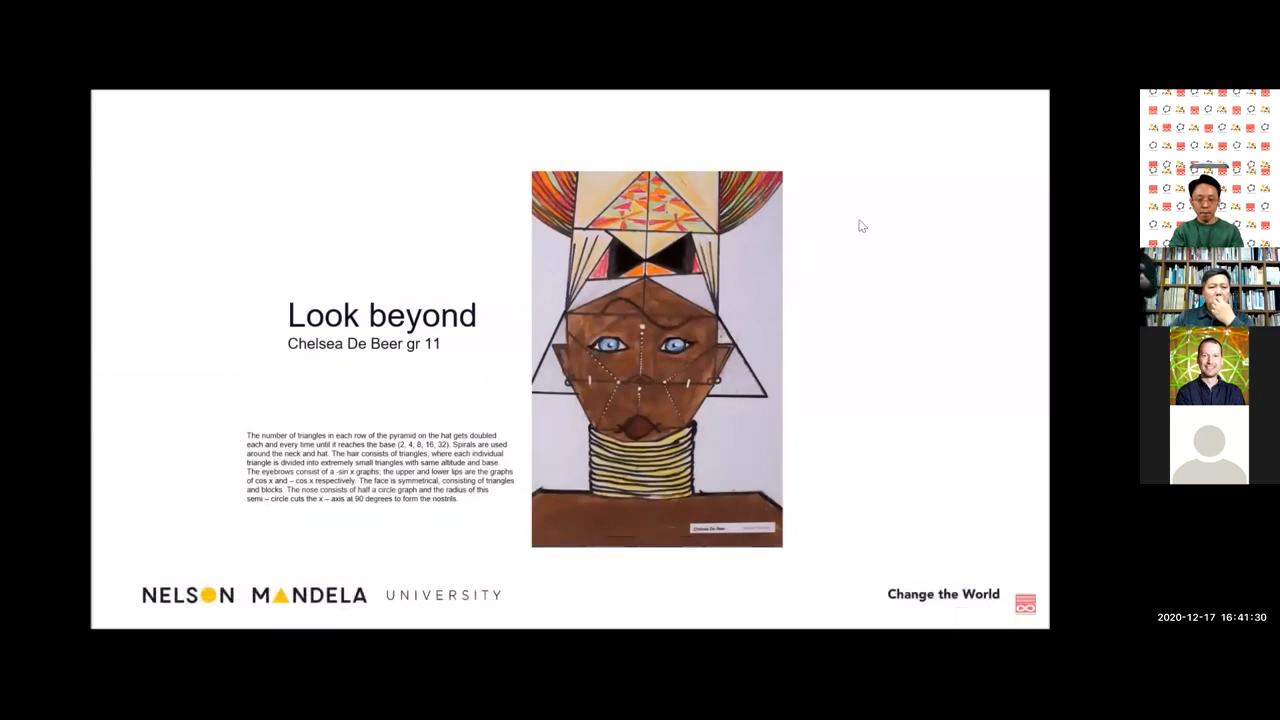 Look beyond
Chelsea De Beer gr 11
The number of triangles in each row of the pyramid on the hat gets doubled
each and every time until it reaches the base (2, 4, 8, 16, 32). Spirals are used
around the neck and hat. The hair consists of triangles, where each individual
triangle is divided into extremely small triangles with same altitude and base.
The eyebrows consist of a -sin x graphs; the upper and lower lips are the graphs
of cos x and – cos x respectively. The face is symmetrical, consisting of triangles
and blocks. The nose consists of half a circle graph and the radius of this
semi – circle cuts the x – axis at 90 degrees to form the nostrils.
Chelsea De Beer
NELSON MANDELA UNIVERSITY
Change the World
2020-12-17 16:41:30